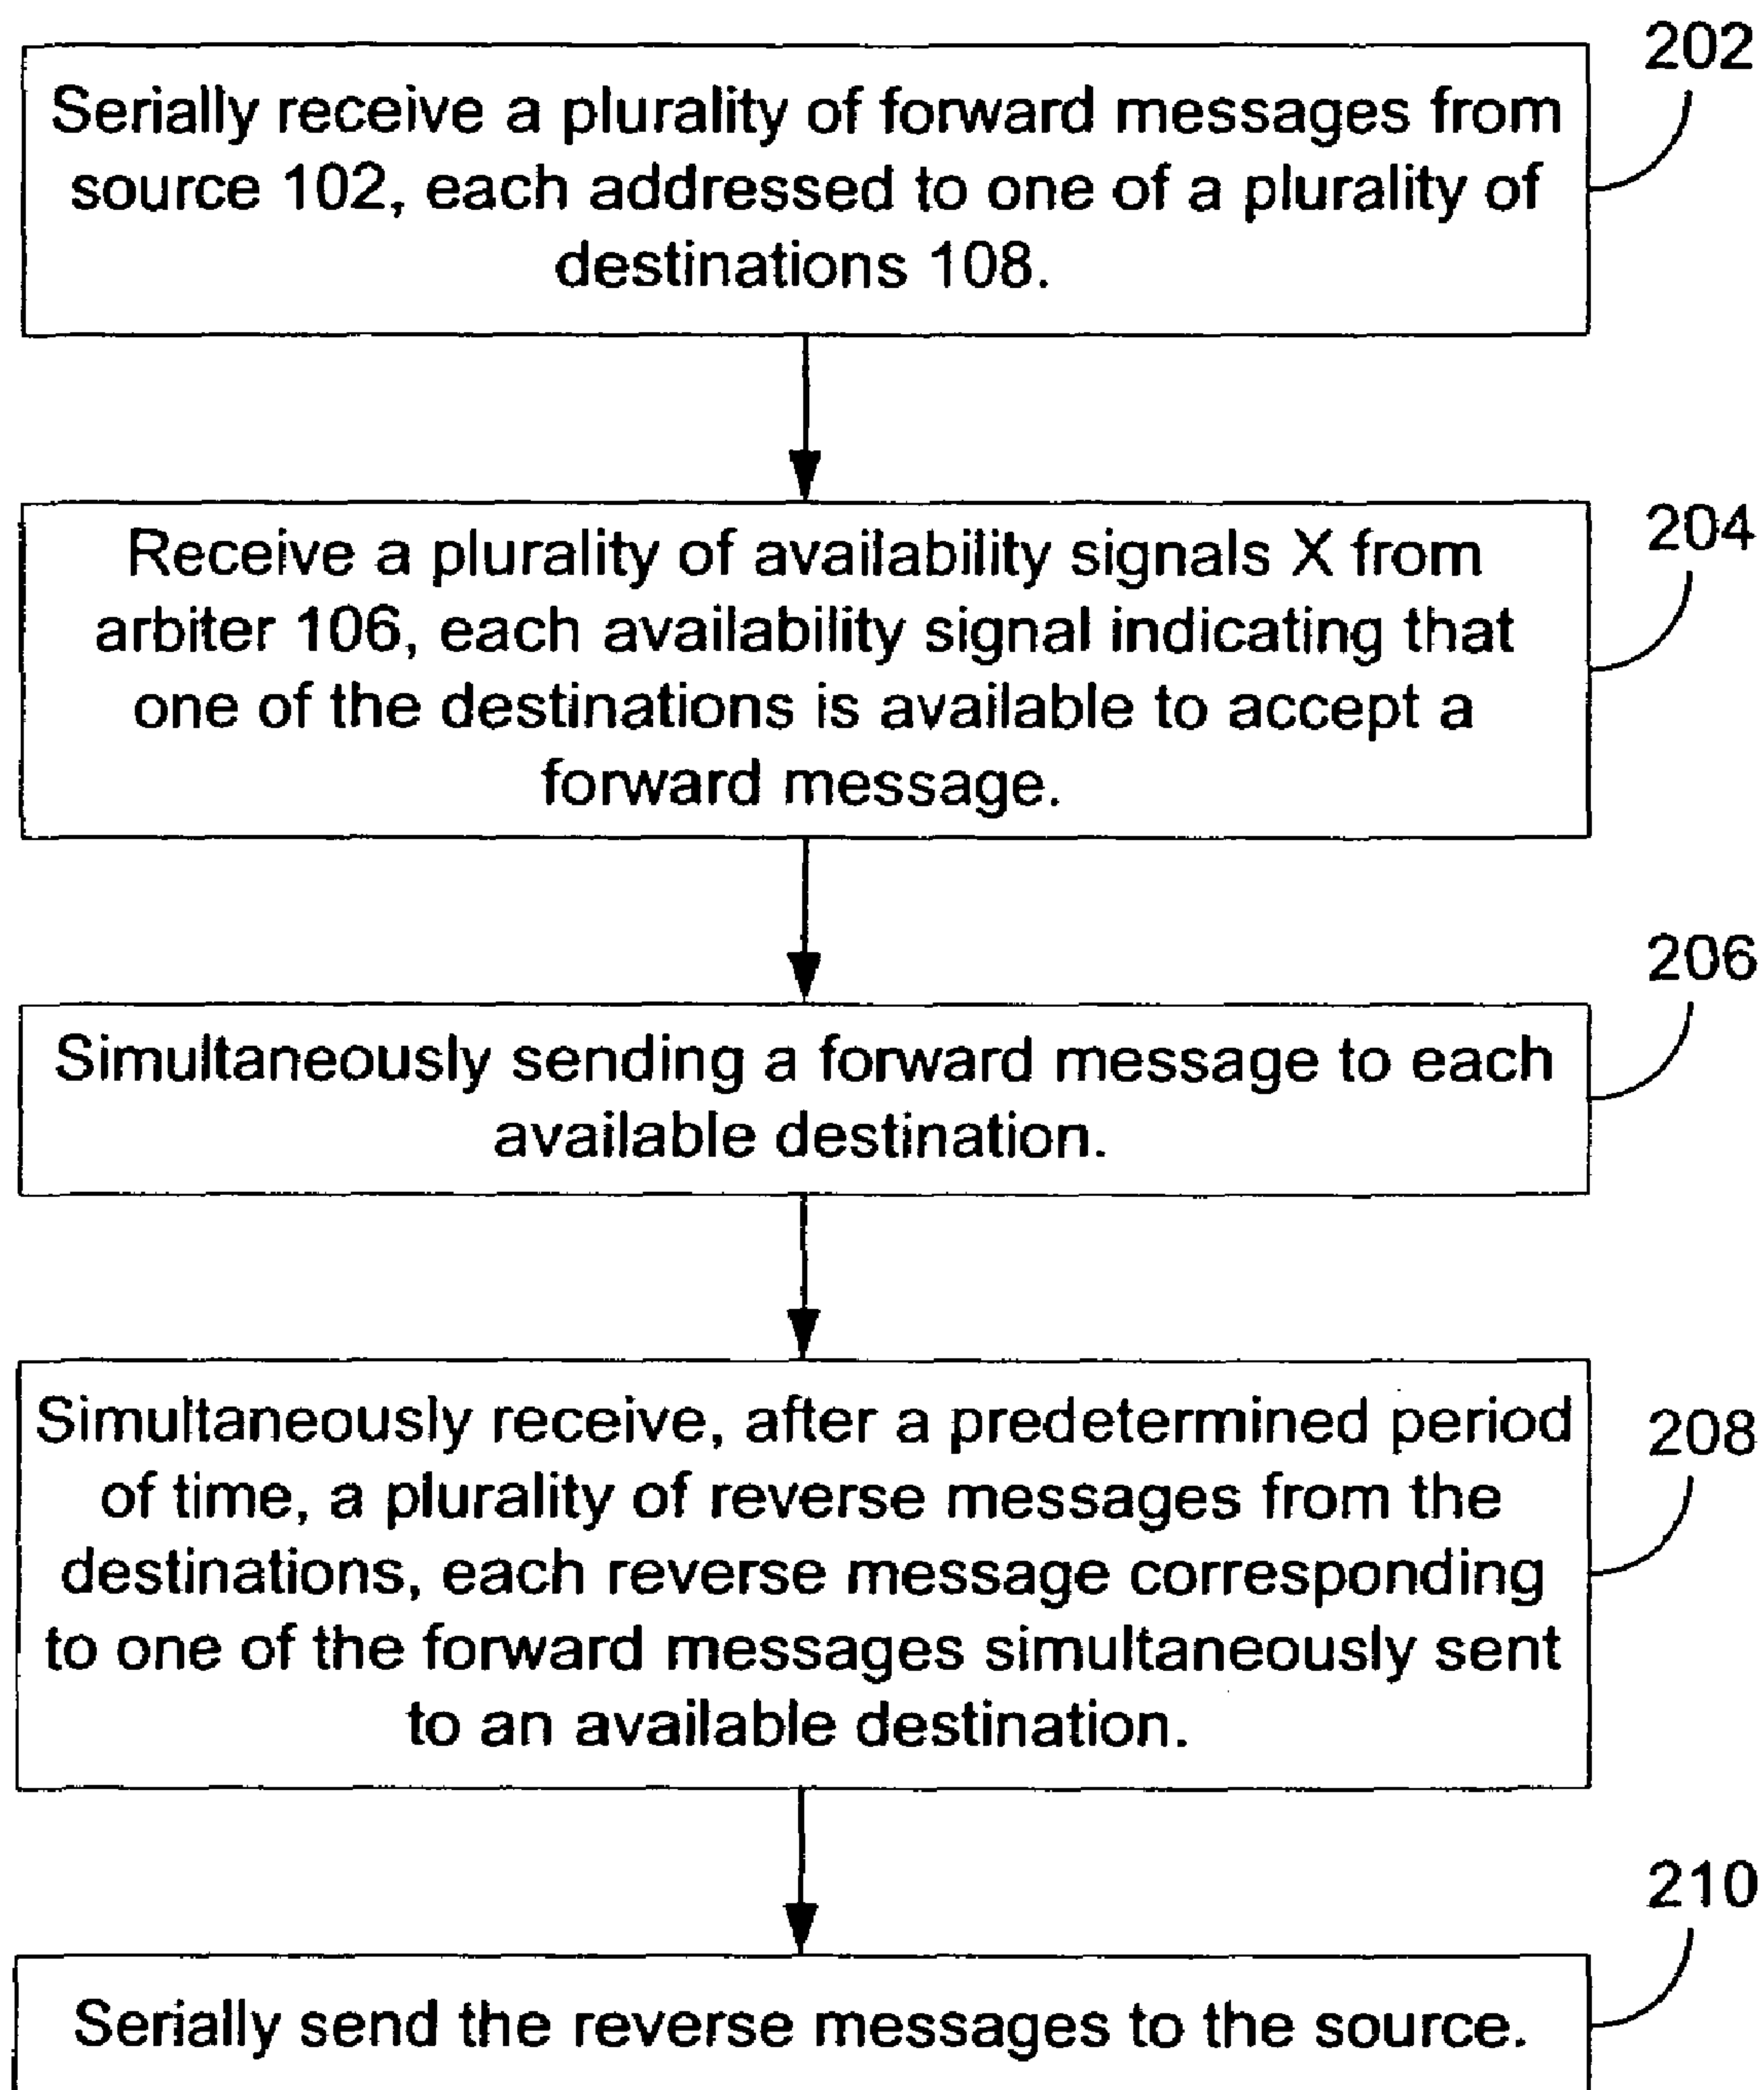 202
Serially receive a plurality of forward messages from
source 102, each addressed to one of a plurality of
destinations 108.
204
Receive a plurality of availability signals X from
arbiter 106, each availability signal indicating that
one of the destinations is available to accept a
forward message.
206
Simultaneously sending a forward message to each
available destination.
208
Simultaneously receive, after a predetermined period
of time, a plurality of reverse messages from the
destinations, each reverse message corresponding
to one of the forward messages simultaneously sent
to an available destination.
210
Serially send the reverse messages to the source.